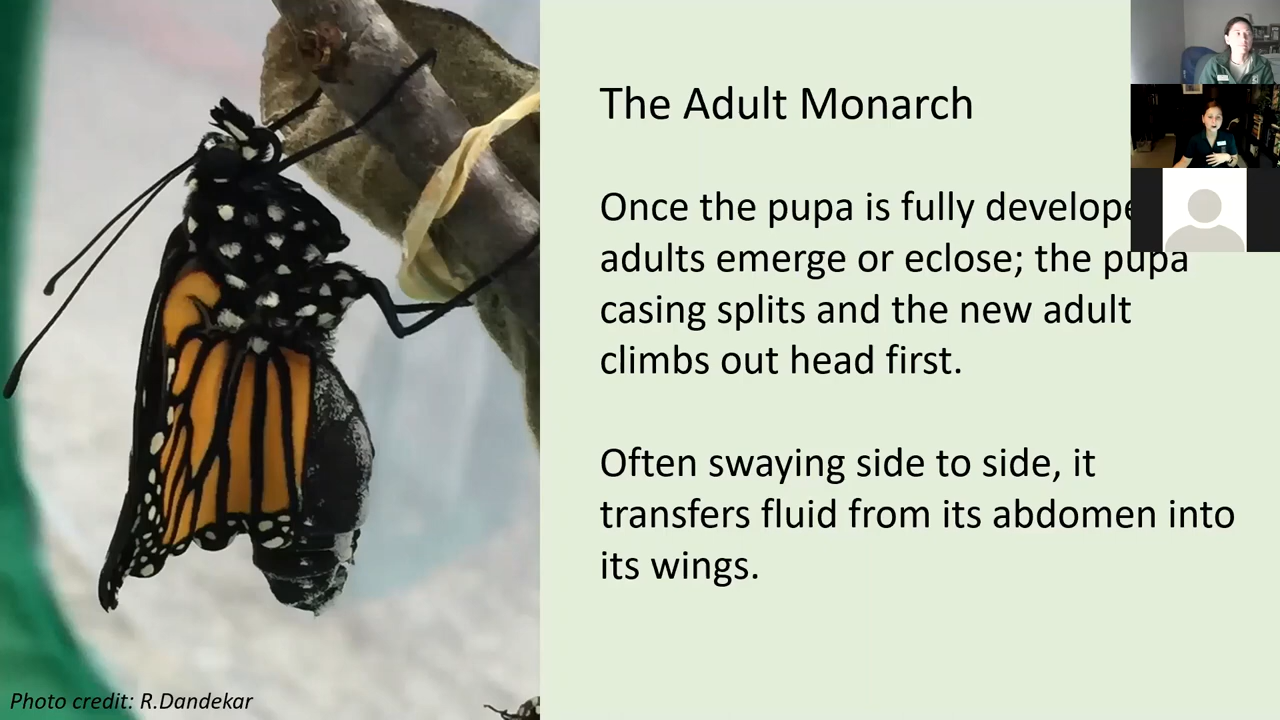 The Adult Monarch
Once the pupa is fully develope
adults emerge or eclose; the pupa
casing splits and the new adult
climbs out head first.
Often swaying side to side, it
transfers fluid from its abdomen into
its wings.
Photo credit: R.Dandekar